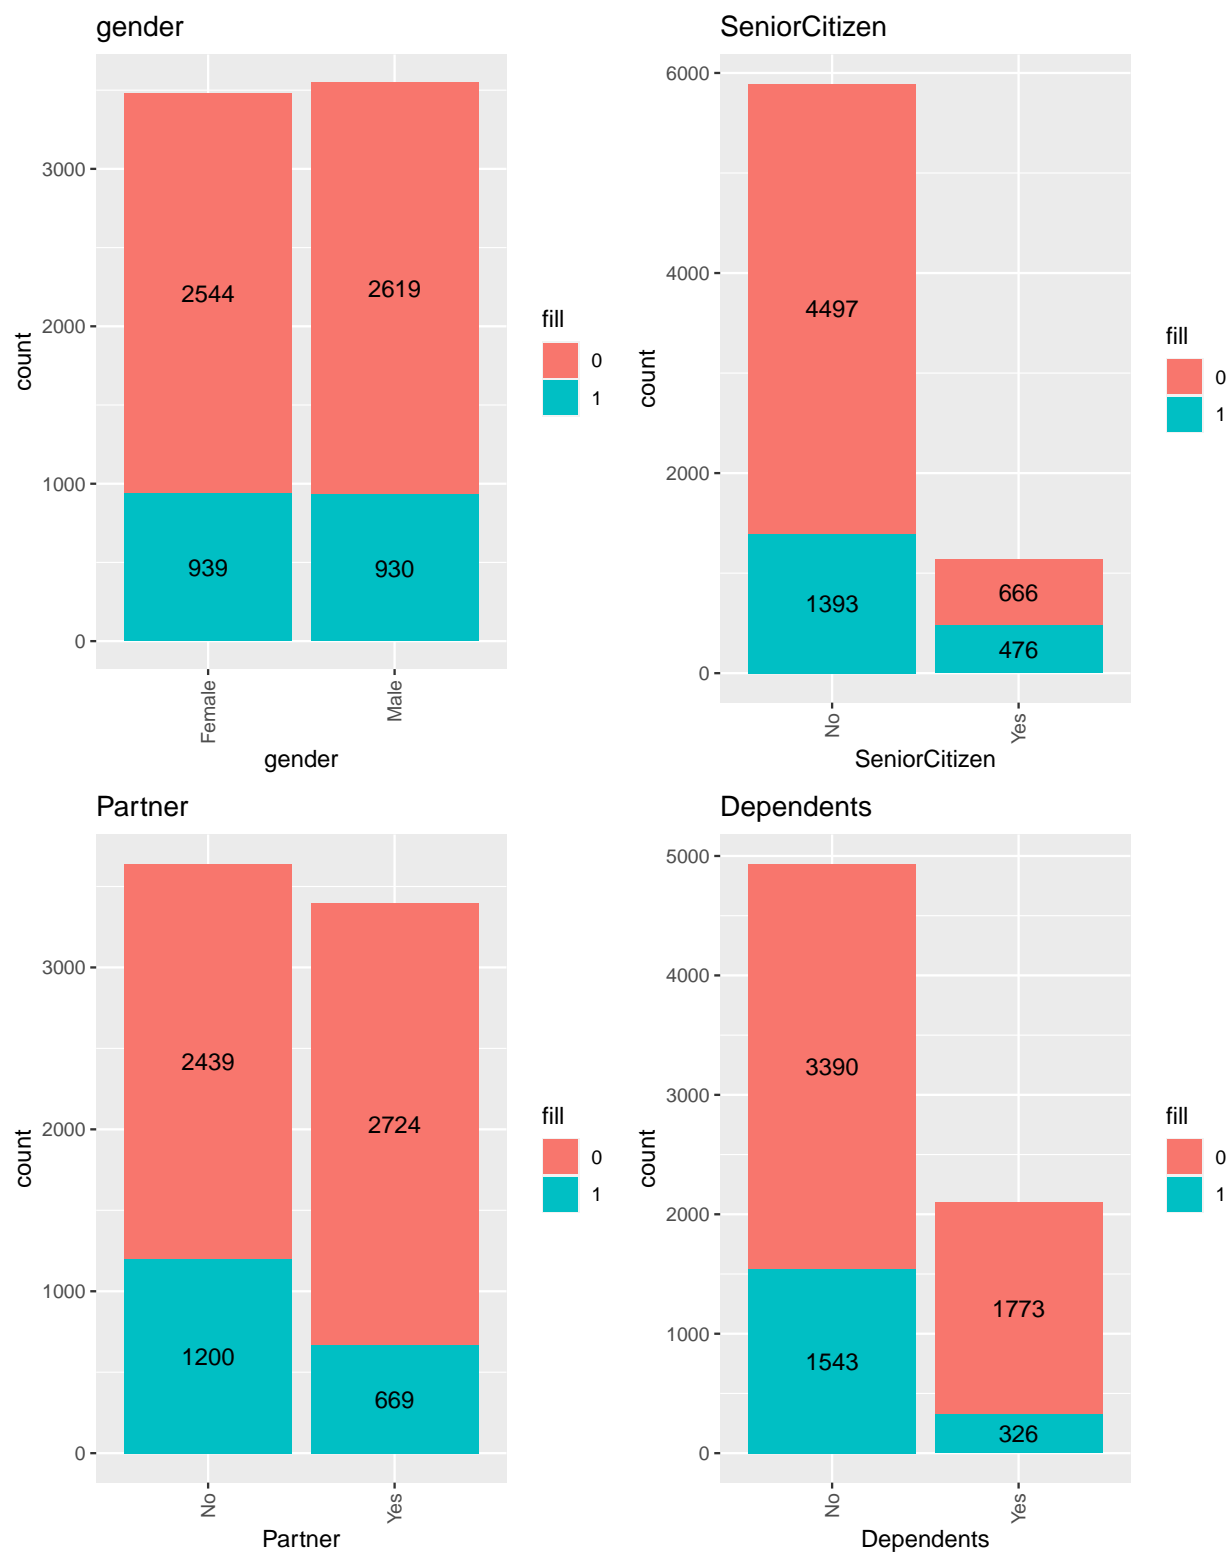 gender
3000
2000
1000
0
count
2544
2619
939
930
Female
Male
gender
fill
0
1
SeniorCitizen
6000
4000
2000
0
count
4497
666
1393
476
No
Yes
SeniorCitizen
fill
0
1
Partner
3000
2000
1000
0
count
2439
2724
1200
669
No
Yes
Partner
fill
0
1
Dependents
5000
4000
3000
2000
1000
0
count
3390
1773
1543
326
No
Yes
Dependents
fill
0
1